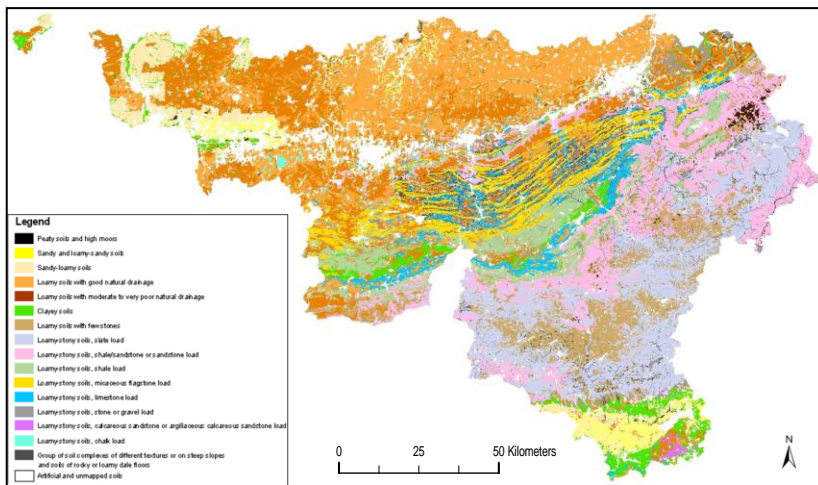 Legend
Peaty soils and high moors
Sandy and loamy-sandy soils
Sandy-loamy soils
Loamy soils with good natural drainage
Loamy soils with moderate to very poor natural drainage
Clayey soils
Loamy soils with few stones
Loamy-stony soils, slate load
Loamy-stony soils, shale/sandstone or sandstone load
Loamy-stony soils, shale load
Loamy-stony soils, micaceous flagstone load
Loamy-stony soils, limestone load
Loamy-stony soils, stone or gravel load
Loamy-stony soils, calcareous sandstone or argillaceous calcareous sandstone load
Loamy-stony soils, chalk load
Group of soil complexes of different textures or on steep slopes
and soils of rocky or loamy dale floors
Artificial and unmapped soils
0 25 50 Kilometers
N